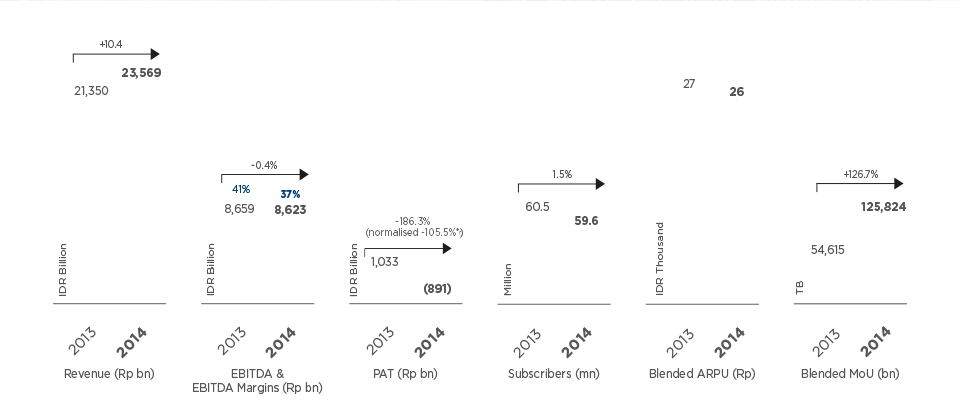 +10.4
23,569
21,350
IDR Billion
2013
2014
Revenue (Rp bn)
-0.4%
41%
37%
8,659
8,623
IDR Billion
2013
2014
EBITDA &
EBITDA Margins (Rp bn)
-186.3%
(normalised -105.5%*)
1,033
(891)
IDR Billion
2013
2014
PAT (Rp bn)
1.5%
60.5
59.6
Million
2013
2014
Subscribers (mn)
27
26
IDR Thousand
2013
2014
Blended ARPU (Rp)
+126.7%
125,824
54,615
TB
2013
2014
Blended MoU (bn)